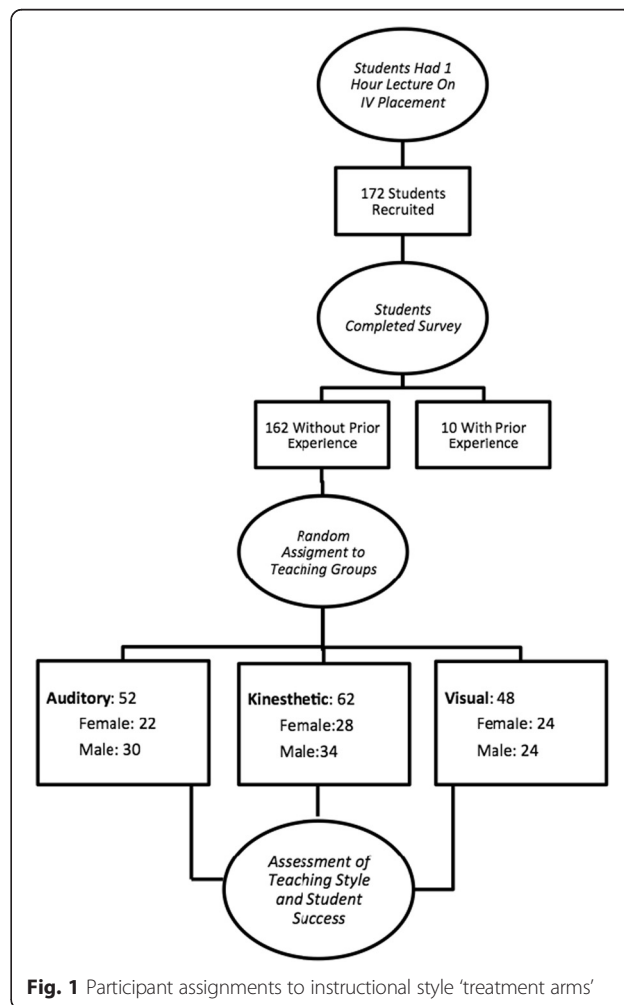 Students Had 1
Hour Lecture On
IV Placement
172 Students
Recruited
Students
Completed Survey
162 Without Prior
Experience
10 With Prior
Experience
Random
Assigment to
Teaching Groups
Auditory: 52
Female: 22
Male: 30
Kinesthetic: 62
Female:28
Male:34
Visual: 48
Female: 24
Male: 24
Assessment of
Teaching Style
and Student
Success
Fig. 1 Participant assignments to instructional style ‘treatment arms’